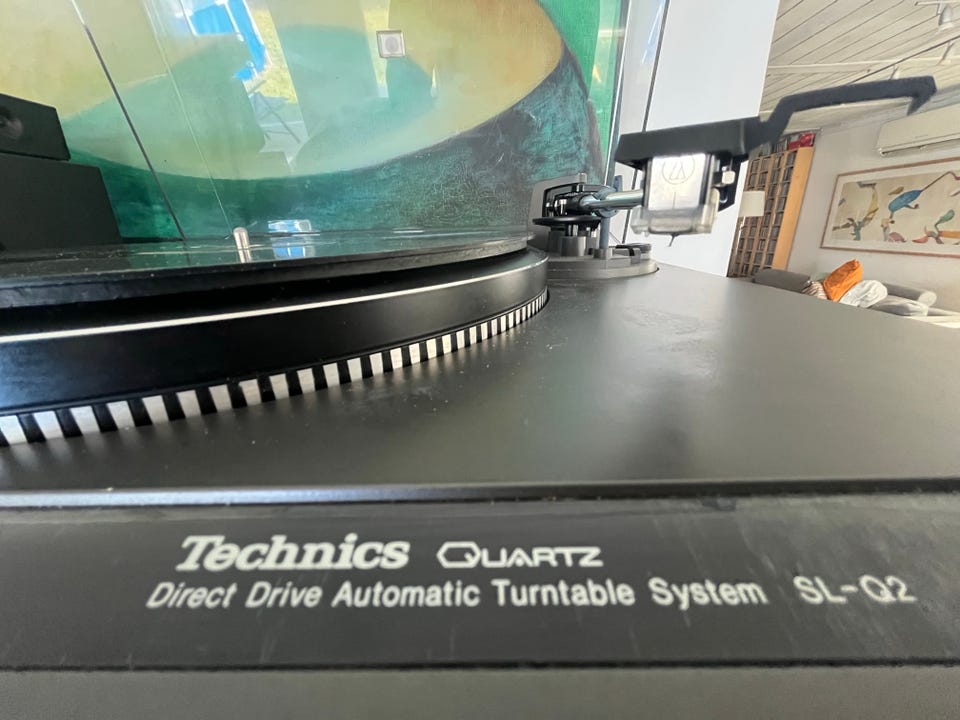 Technics QUARTZ
Direct Drive Automatic Turntable System SL-Q2